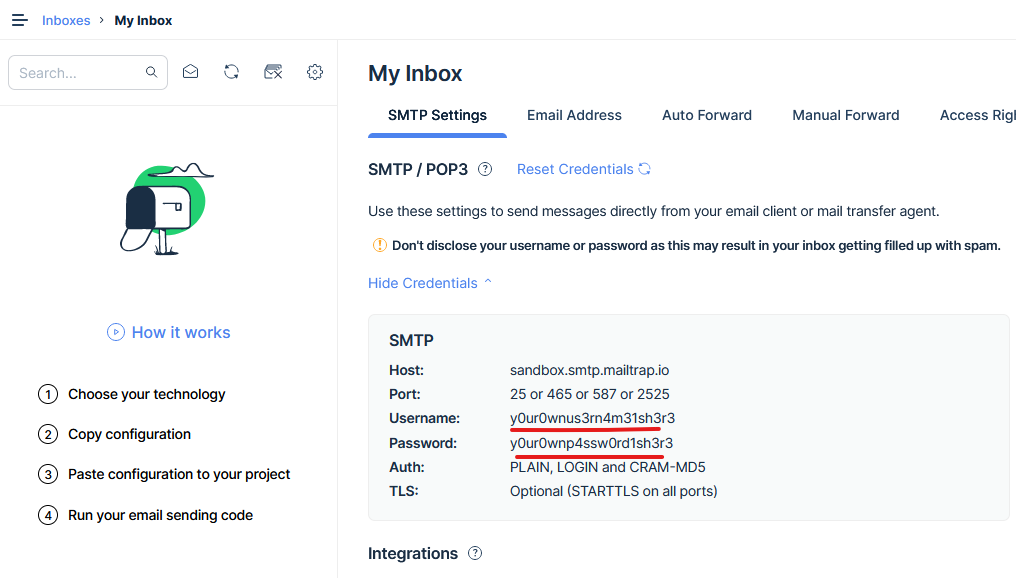 Inboxes › My Inbox
Search...
How it works
1 Choose your technology
2 Copy configuration
3 Paste configuration to your project
4 Run your email sending code
My Inbox
SMTP Settings Email Address Auto Forward Manual Forward Access Righ
SMTP / POP3 ? Reset Credentials
Use these settings to send messages directly from your email client or mail transfer agent.
! Don't disclose your username or password as this may result in your inbox getting filled up with spam.
Hide Credentials ^
SMTP
Host: sandbox.smtp.mailtrap.io
Port: 25 or 465 or 587 or 2525
Username: y0ur0wnus3rn4m31sh3r3
Password: y0ur0wnp4ssw0rd1sh3r3
Auth: PLAIN, LOGIN and CRAM-MD5
TLS: Optional (STARTTLS on all ports)
Integrations ?